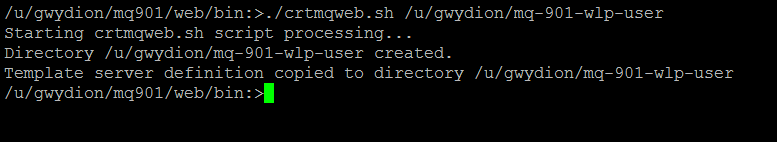 /u/gwydion/mq901/web/bin:>./crtmqweb.sh /u/gwydion/mq-901-wlp-user
Starting crtmqweb.sh script processing...
Directory /u/gwydion/mq-901-wlp-user created.
Template server definition copied to directory /u/gwydion/mq-901-wlp-user
/u/gwydion/mq901/web/bin:>